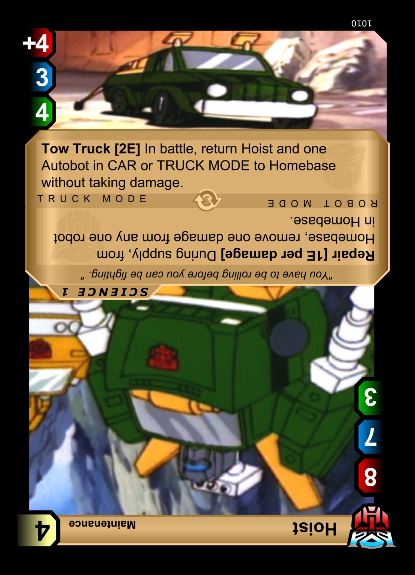 1010
+4
3
4
Tow Truck [2E] In battle, return Hoist and one
Autobot in CAR or TRUCK MODE to Homebase
without taking damage.
TRUCK MODE
3
Hoist
Maintenance
4
8
7
3
SCIENCE 1
"You have to be rolling before you can be fighting. "
Repair [1E per damage] During supply, from
Homebase, remove one damage from any one robot
in Homebase.
ROBOT MODE